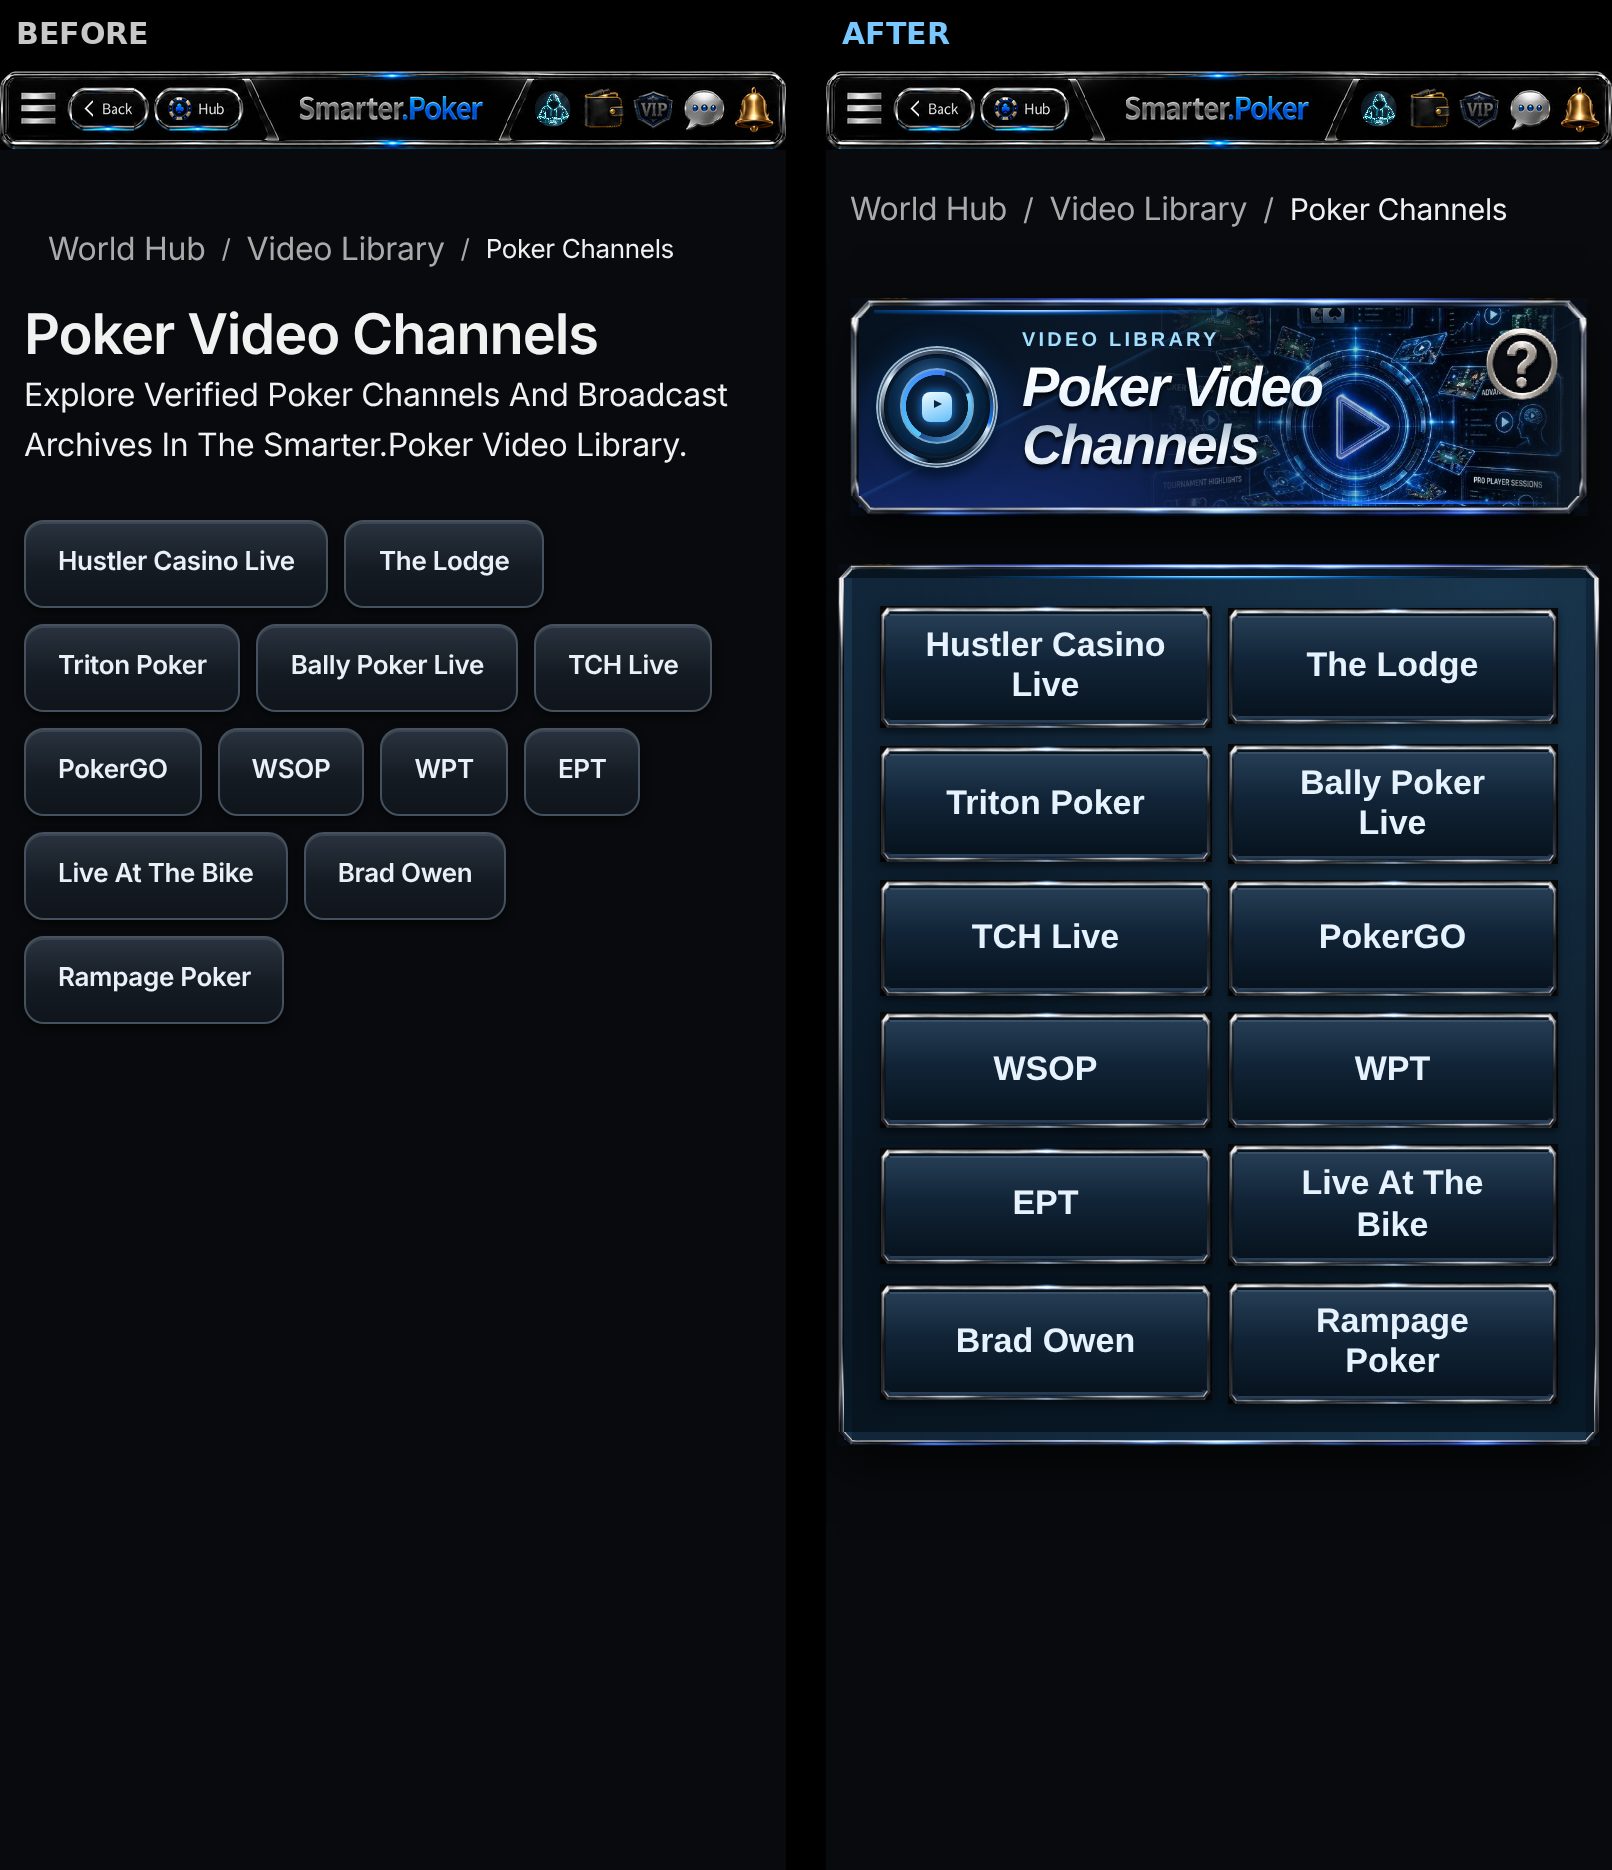 BEFORE
Back
Hub
Smarter.Poker
VIP
World Hub / Video Library / Poker Channels
Poker Video Channels
Explore Verified Poker Channels And Broadcast
Archives In The Smarter.Poker Video Library.
Hustler Casino Live
The Lodge
Triton Poker
Bally Poker Live
TCH Live
PokerGO
WSOP
WPT
EPT
Live At The Bike
Brad Owen
Rampage Poker
AFTER
Back
Hub
Smarter.Poker
VIP
World Hub / Video Library / Poker Channels
VIDEO LIBRARY
Poker Video
Channels
?
TOURNAMENT HIGHLIGHTS
PRO PLAYER SESSIONS
Hustler Casino
Live
The Lodge
Triton Poker
Bally Poker
Live
TCH Live
PokerGO
WSOP
WPT
EPT
Live At The
Bike
Brad Owen
Rampage
Poker